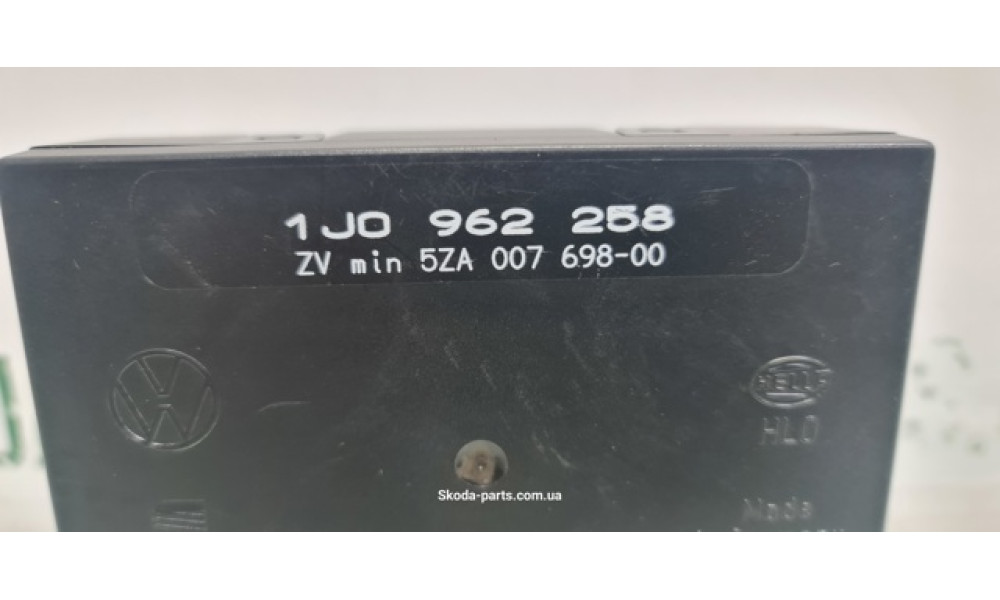 1J0 962 258
ZV min 5ZA 007 698-00
HELLA
HLO
Skoda-parts.com.ua
Made